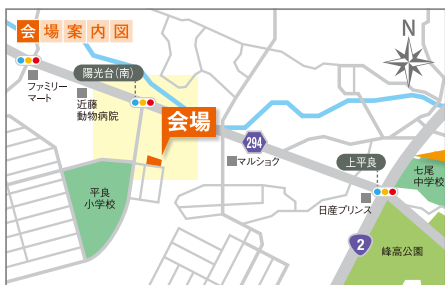 会場案内図
N
陽光台(南)
ファミリー
マート
近藤
動物病院
会場
294
マルショク
上平良
七尾
中学校
平良
小学校
日産プリンス
2
峰高公園